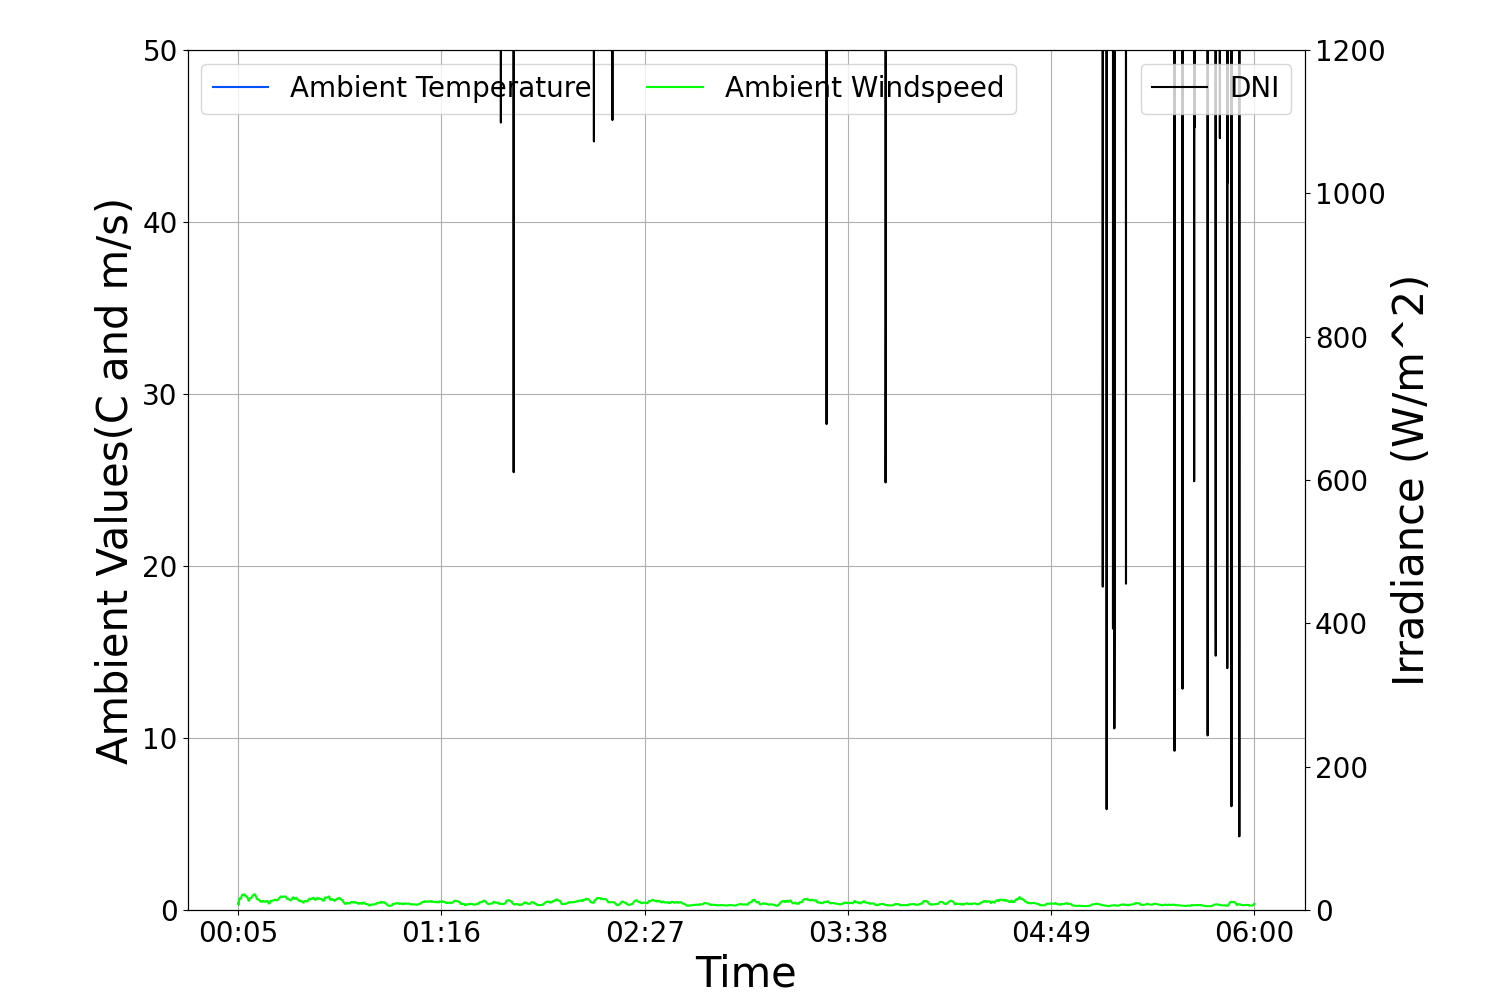 Ambient Temperature
Ambient Windspeed
DNI
Ambient Values(C and m/s)
50
40
30
20
10
0
1200
1000
800
600
400
200
0
Irradiance (W/m^2)
00:05 01:16 02:27 03:38 04:49 06:00
Time